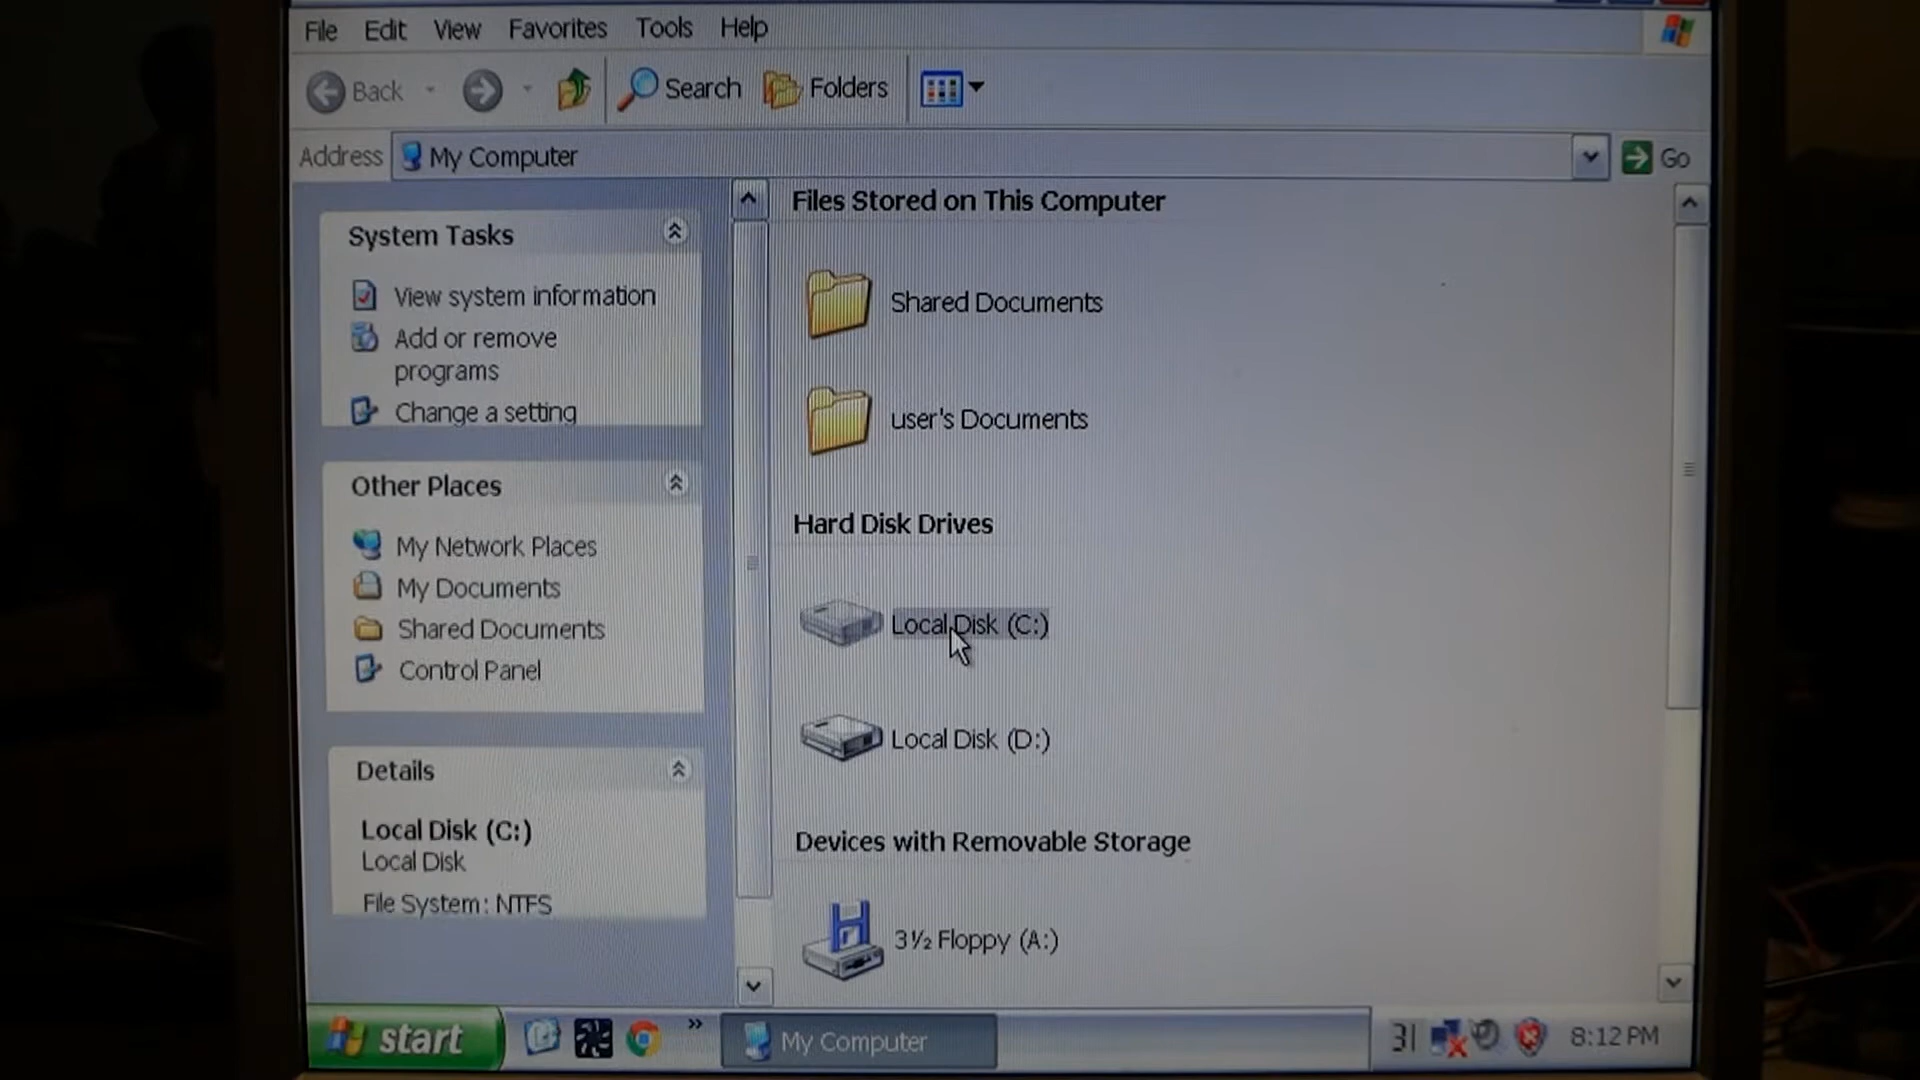 File Edit View Favorites Tools Help
Back Search Folders
Address My Computer Go
System Tasks
View system information
Add or remove
programs
Change a setting
Other Places
My Network Places
My Documents
Shared Documents
Control Panel
Details
Local Disk (C:)
Local Disk
File System: NTFS
Files Stored on This Computer
Shared Documents
user's Documents
Hard Disk Drives
Local Disk (C:)
Local Disk (D:)
Devices with Removable Storage
3½ Floppy (A:)
start My Computer 31 8:12 PM